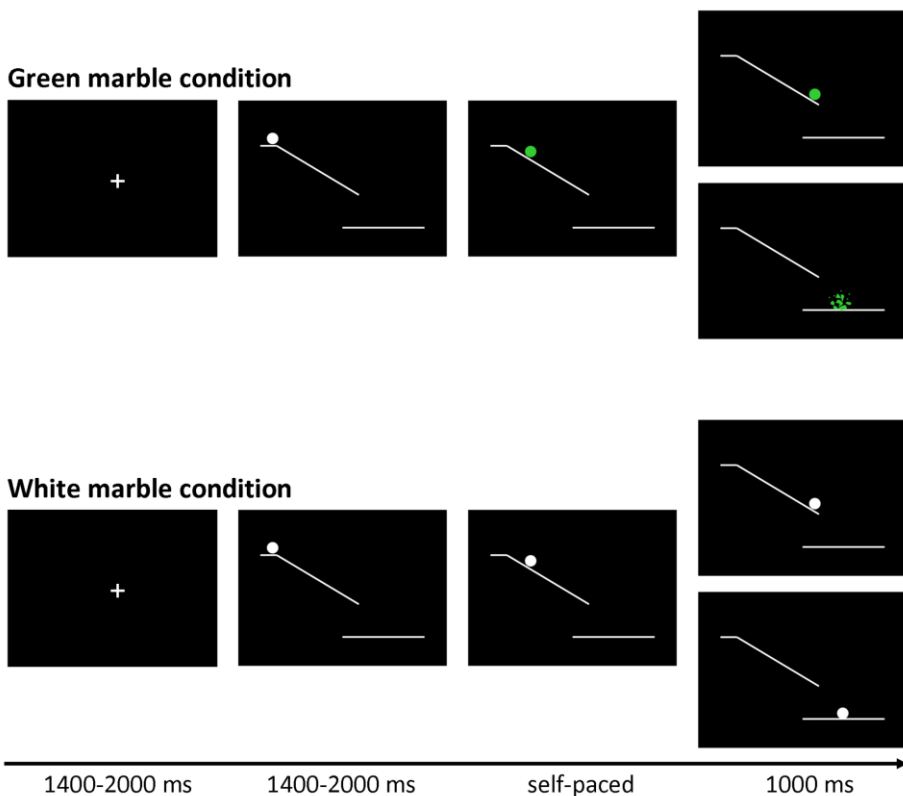 Green marble condition
White marble condition
1400-2000 ms
1400-2000 ms
self-paced
1000 ms